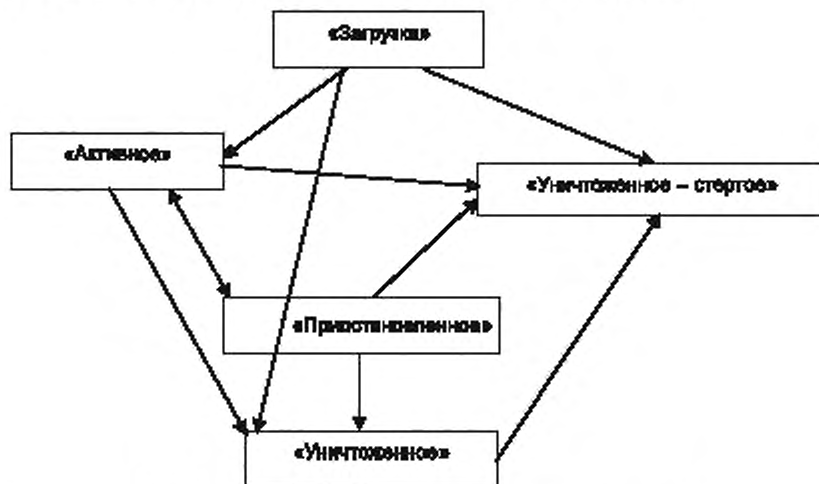 «Загрузка»
«Активное»
«Уничтоженное – стертое»
«Приостановленное»
«Уничтоженное»